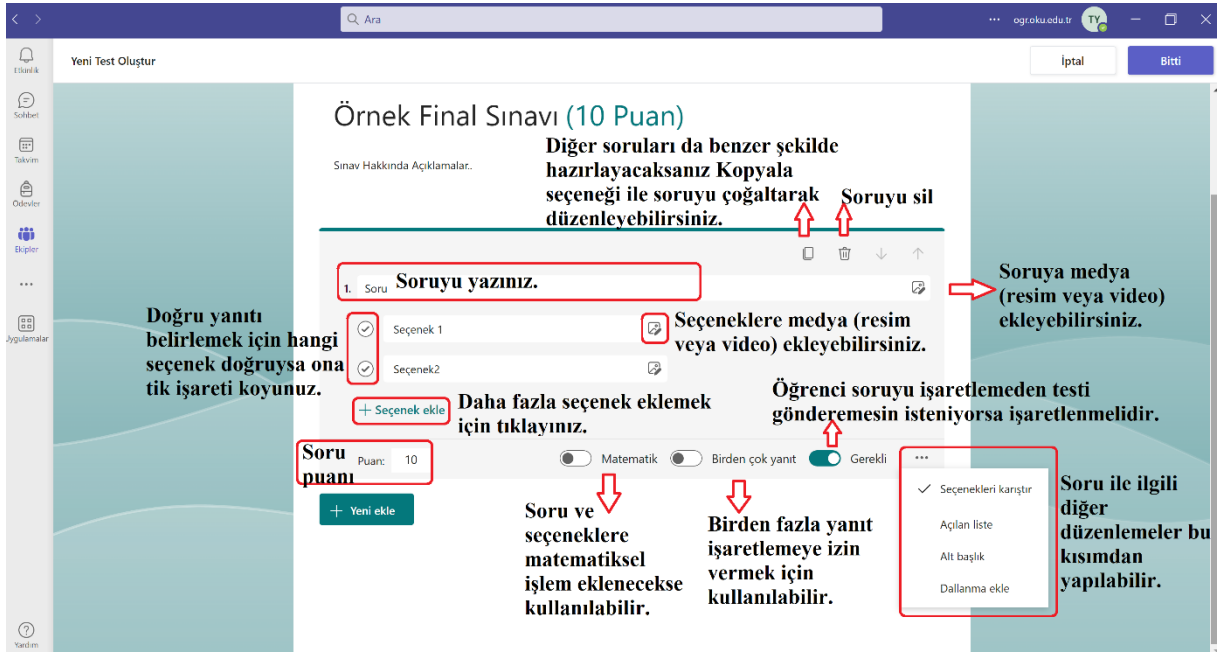 Ara
ogr.oku.edu.tr
TY
Etkinlik
Sohbet
Takvim
Ödevler
Ekipler
Uygulamalar
Yardım
Yeni Test Oluştur
İptal
Bitti
Örnek Final Sınavı (10 Puan)
Sınav Hakkında Açıklamalar..
Diğer soruları da benzer şekilde
hazırlayacaksanız Kopyala
seçeneği ile soruyu çoğaltarak
düzenleyebilirsiniz.
Soruyu sil
1. Soru
Soruyu yazınız.
Soruya medya
(resim veya video)
ekleyebilirsiniz.
Doğru yanıtı
belirlemek için hangi
seçenek doğruysa ona
tik işareti koyunuz.
Seçenek 1
Seçeneklere medya (resim
veya video) ekleyebilirsiniz.
Seçenek2
+ Seçenek ekle
Daha fazla seçenek eklemek
için tıklayınız.
Öğrenci soruyu işaretlemeden testi
gönderemesin isteniyorsa işaretlenmelidir.
Soru
puanı
Puan: 10
Matematik
Birden çok yanıt
Gerekli
+ Yeni ekle
Soru ve
seçeneklere
matematiksel
işlem eklenecekse
kullanılabilir.
Birden fazla yanıt
işaretlemeye izin
vermek için
kullanılabilir.
Seçenekleri karıştır
Açılan liste
Alt başlık
Dallanma ekle
Soru ile ilgili
diğer
düzenlemeler bu
kısımdan
yapılabilir.